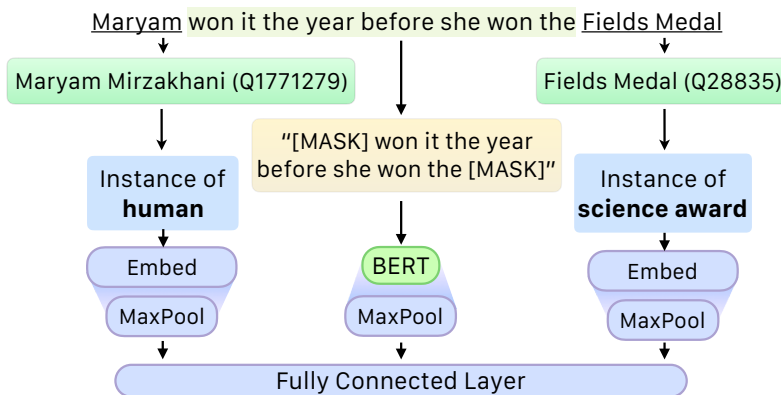 Maryam won it the year before she won the Fields Medal
Maryam Mirzakhani (Q1771279)
Fields Medal (Q28835)
“[MASK] won it the year
before she won the [MASK]”
Instance of
human
Instance of
science award
Embed
BERT
Embed
MaxPool
MaxPool
MaxPool
Fully Connected Layer